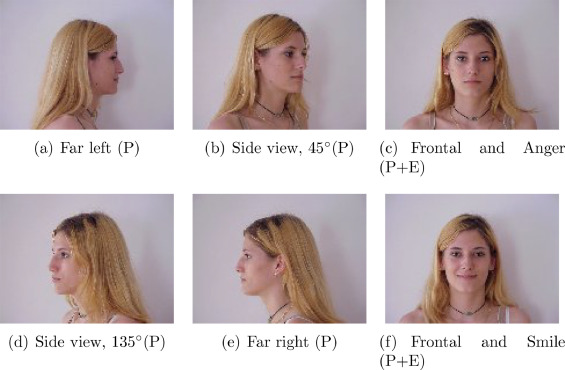 (a) Far left (P)
(b) Side view, 45°(P)
(c) Frontal and Anger
(P+E)
(d) Side view, 135°(P)
(e) Far right (P)
(f) Frontal and Smile
(P+E)